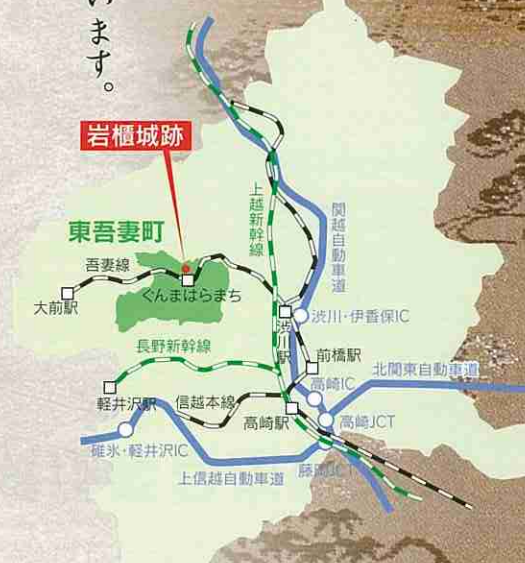 います。
岩櫃城跡
東吾妻町
吾妻線
大前駅
ぐんまはらまち
上越新幹線
関越自動車道
渋川駅
渋川・伊香保IC
前橋駅
長野新幹線
北関東自動車道
高崎IC
軽井沢駅
信越本線
高崎駅
高崎JCT
碓氷・軽井沢IC
上信越自動車道
藤岡JCT